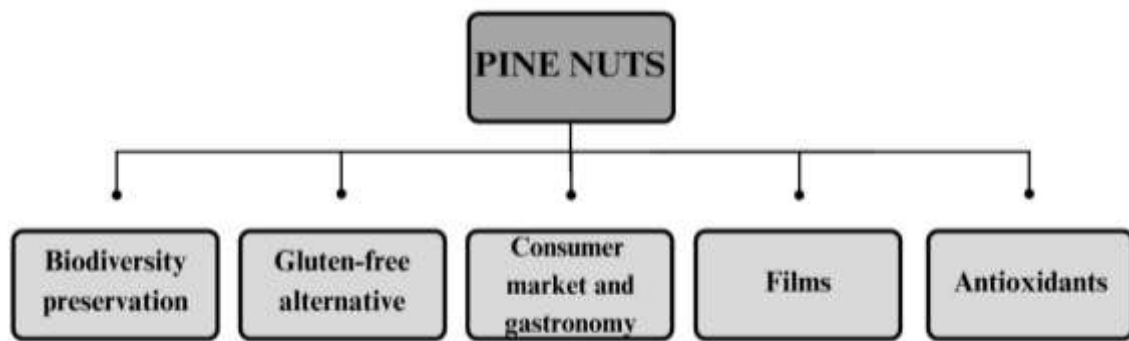 PINE NUTS
Biodiversity
preservation
Gluten-free
alternative
Consumer
market and
gastronomy
Films
Antioxidants